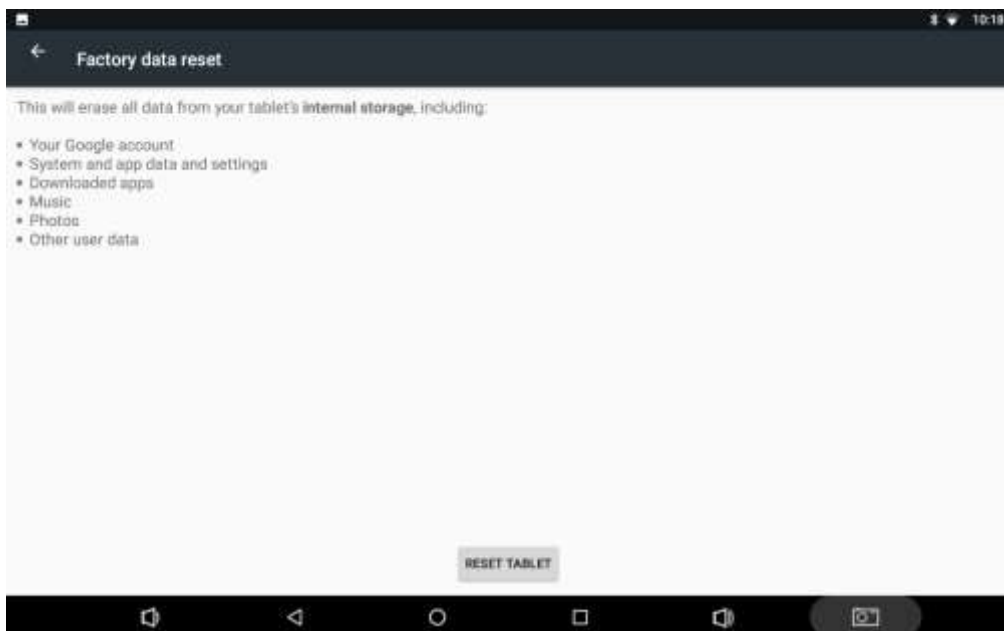 10:18
Factory data reset
This will erase all data from your tablet's internal storage, including:
• Your Google account
• System and app data and settings
• Downloaded apps
• Music
• Photos
• Other user data
RESET TABLET